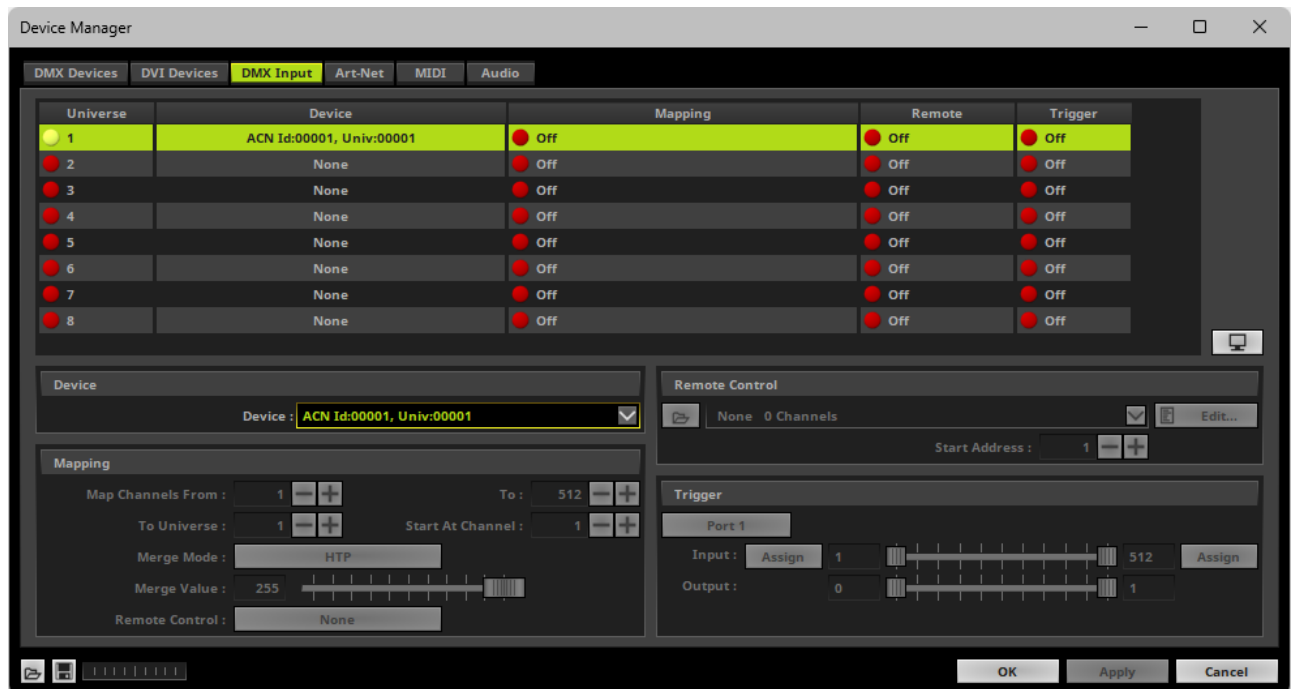 Device Manager
DMX Devices DVI Devices DMX Input Art-Net MIDI Audio
Universe Device Mapping Remote Trigger
1 ACN Id:00001, Univ:00001 Off Off Off
2 None Off Off Off
3 None Off Off Off
4 None Off Off Off
5 None Off Off Off
6 None Off Off Off
7 None Off Off Off
8 None Off Off Off
Device
Device : ACN Id:00001, Univ:00001
Remote Control
None 0 Channels Edit...
Start Address : 1
Mapping
Map Channels From : 1 To : 512
To Universe : 1 Start At Channel : 1
Merge Mode : HTP
Merge Value : 255
Remote Control : None
Trigger
Port 1
Input : Assign 1 512 Assign
Output : 0 1
OK Apply Cancel